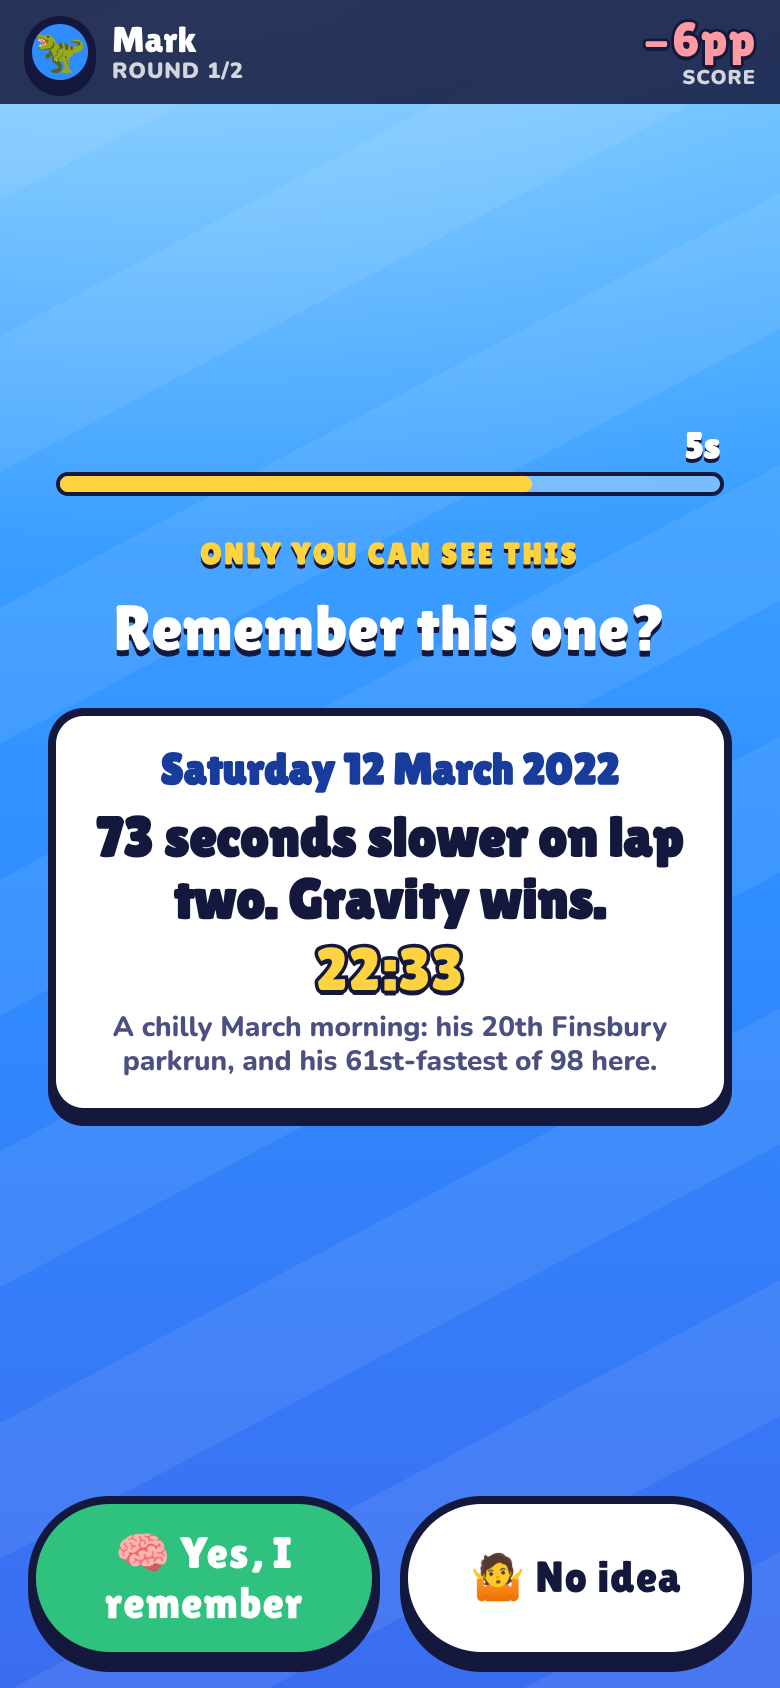 Mark
ROUND 1/2
–6pp
SCORE
5s
ONLY YOU CAN SEE THIS
Remember this one?
Saturday 12 March 2022
73 seconds slower on lap
two. Gravity wins.
22:33
A chilly March morning: his 20th Finsbury
parkrun, and his 61st-fastest of 98 here.
🧠 Yes, I
remember
🤷 No idea